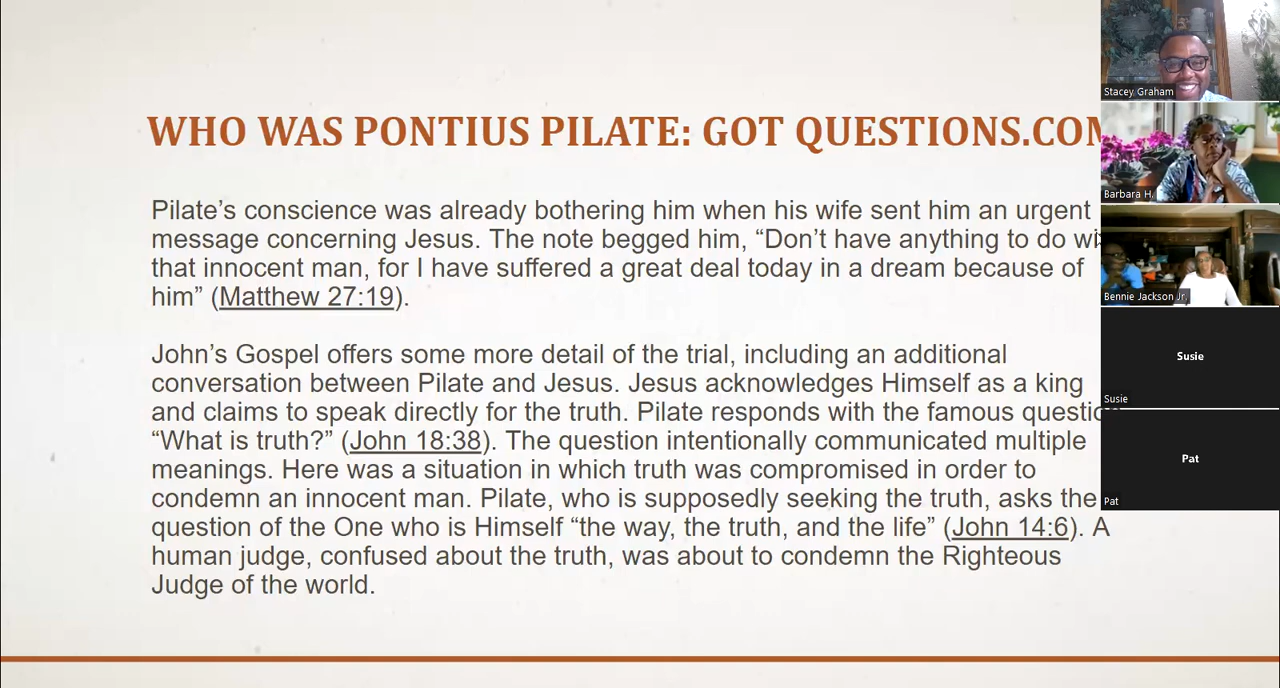 WHO WAS PONTIUS PILATE: GOT QUESTIONS.COM
Pilate’s conscience was already bothering him when his wife sent him an urgent
message concerning Jesus. The note begged him, “Don’t have anything to do
that innocent man, for I have suffered a great deal today in a dream because of
him” (Matthew 27:19).
John’s Gospel offers some more detail of the trial, including an additional
conversation between Pilate and Jesus. Jesus acknowledges Himself as a king
and claims to speak directly for the truth. Pilate responds with the famous
“What is truth?” (John 18:38). The question intentionally communicated multiple
meanings. Here was a situation in which truth was compromised in order to
condemn an innocent man. Pilate, who is supposedly seeking the truth, asks the
question of the One who is Himself “the way, the truth, and the life” (John 14:6). A
human judge, confused about the truth, was about to condemn the Righteous
Judge of the world.
Stacey Graham
Barbara H.
Bennie Jackson Jr.
Susie
Susie
Pat
Pat